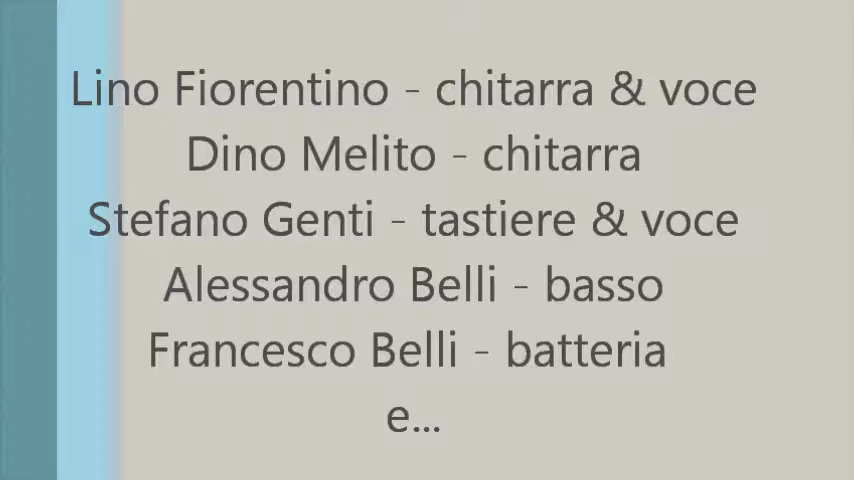 Lino Fiorentino - chitarra & voce
Dino Melito - chitarra
Stefano Genti - tastiere & voce
Alessandro Belli - basso
Francesco Belli - batteria
e...